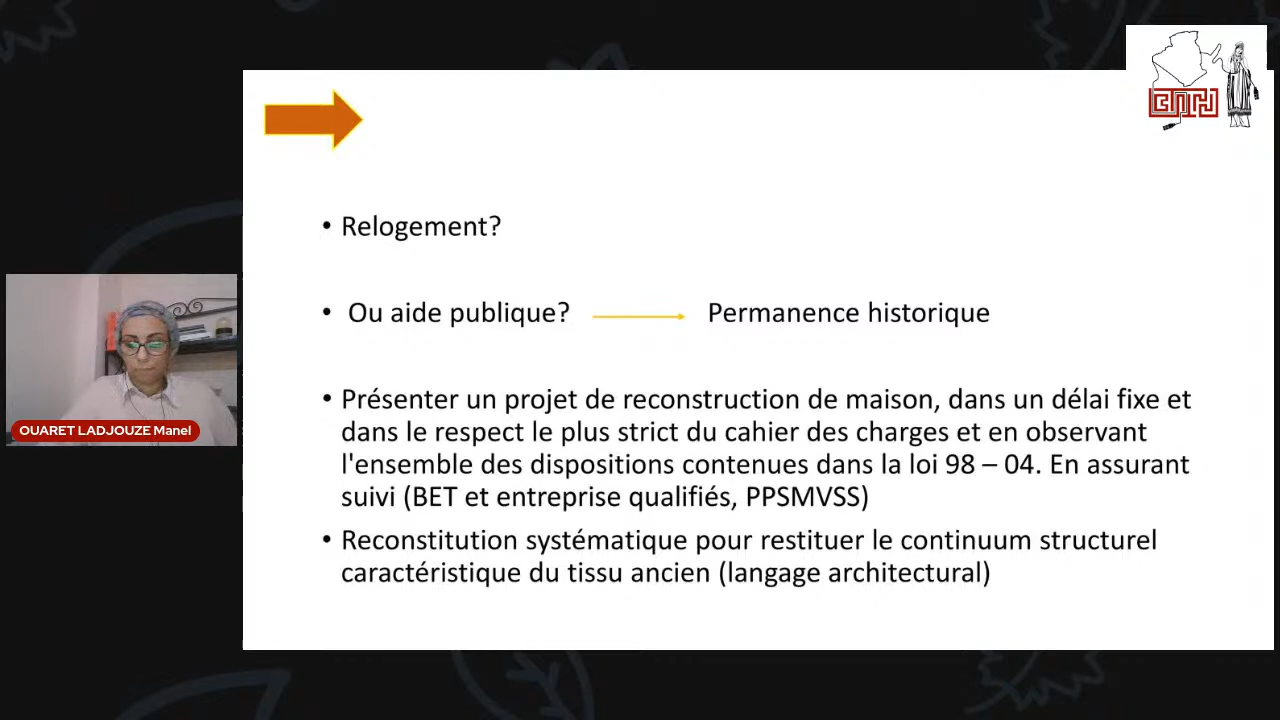 • Relogement?
• Ou aide publique? Permanence historique
• Présenter un projet de reconstruction de maison, dans un délai fixe et
dans le respect le plus strict du cahier des charges et en observant
l'ensemble des dispositions contenues dans la loi 98 – 04. En assurant
suivi (BET et entreprise qualifiés, PPSMVSS)
• Reconstitution systématique pour restituer le continuum structurel
caractéristique du tissu ancien (langage architectural)
OUARET LADJOUZE Manel